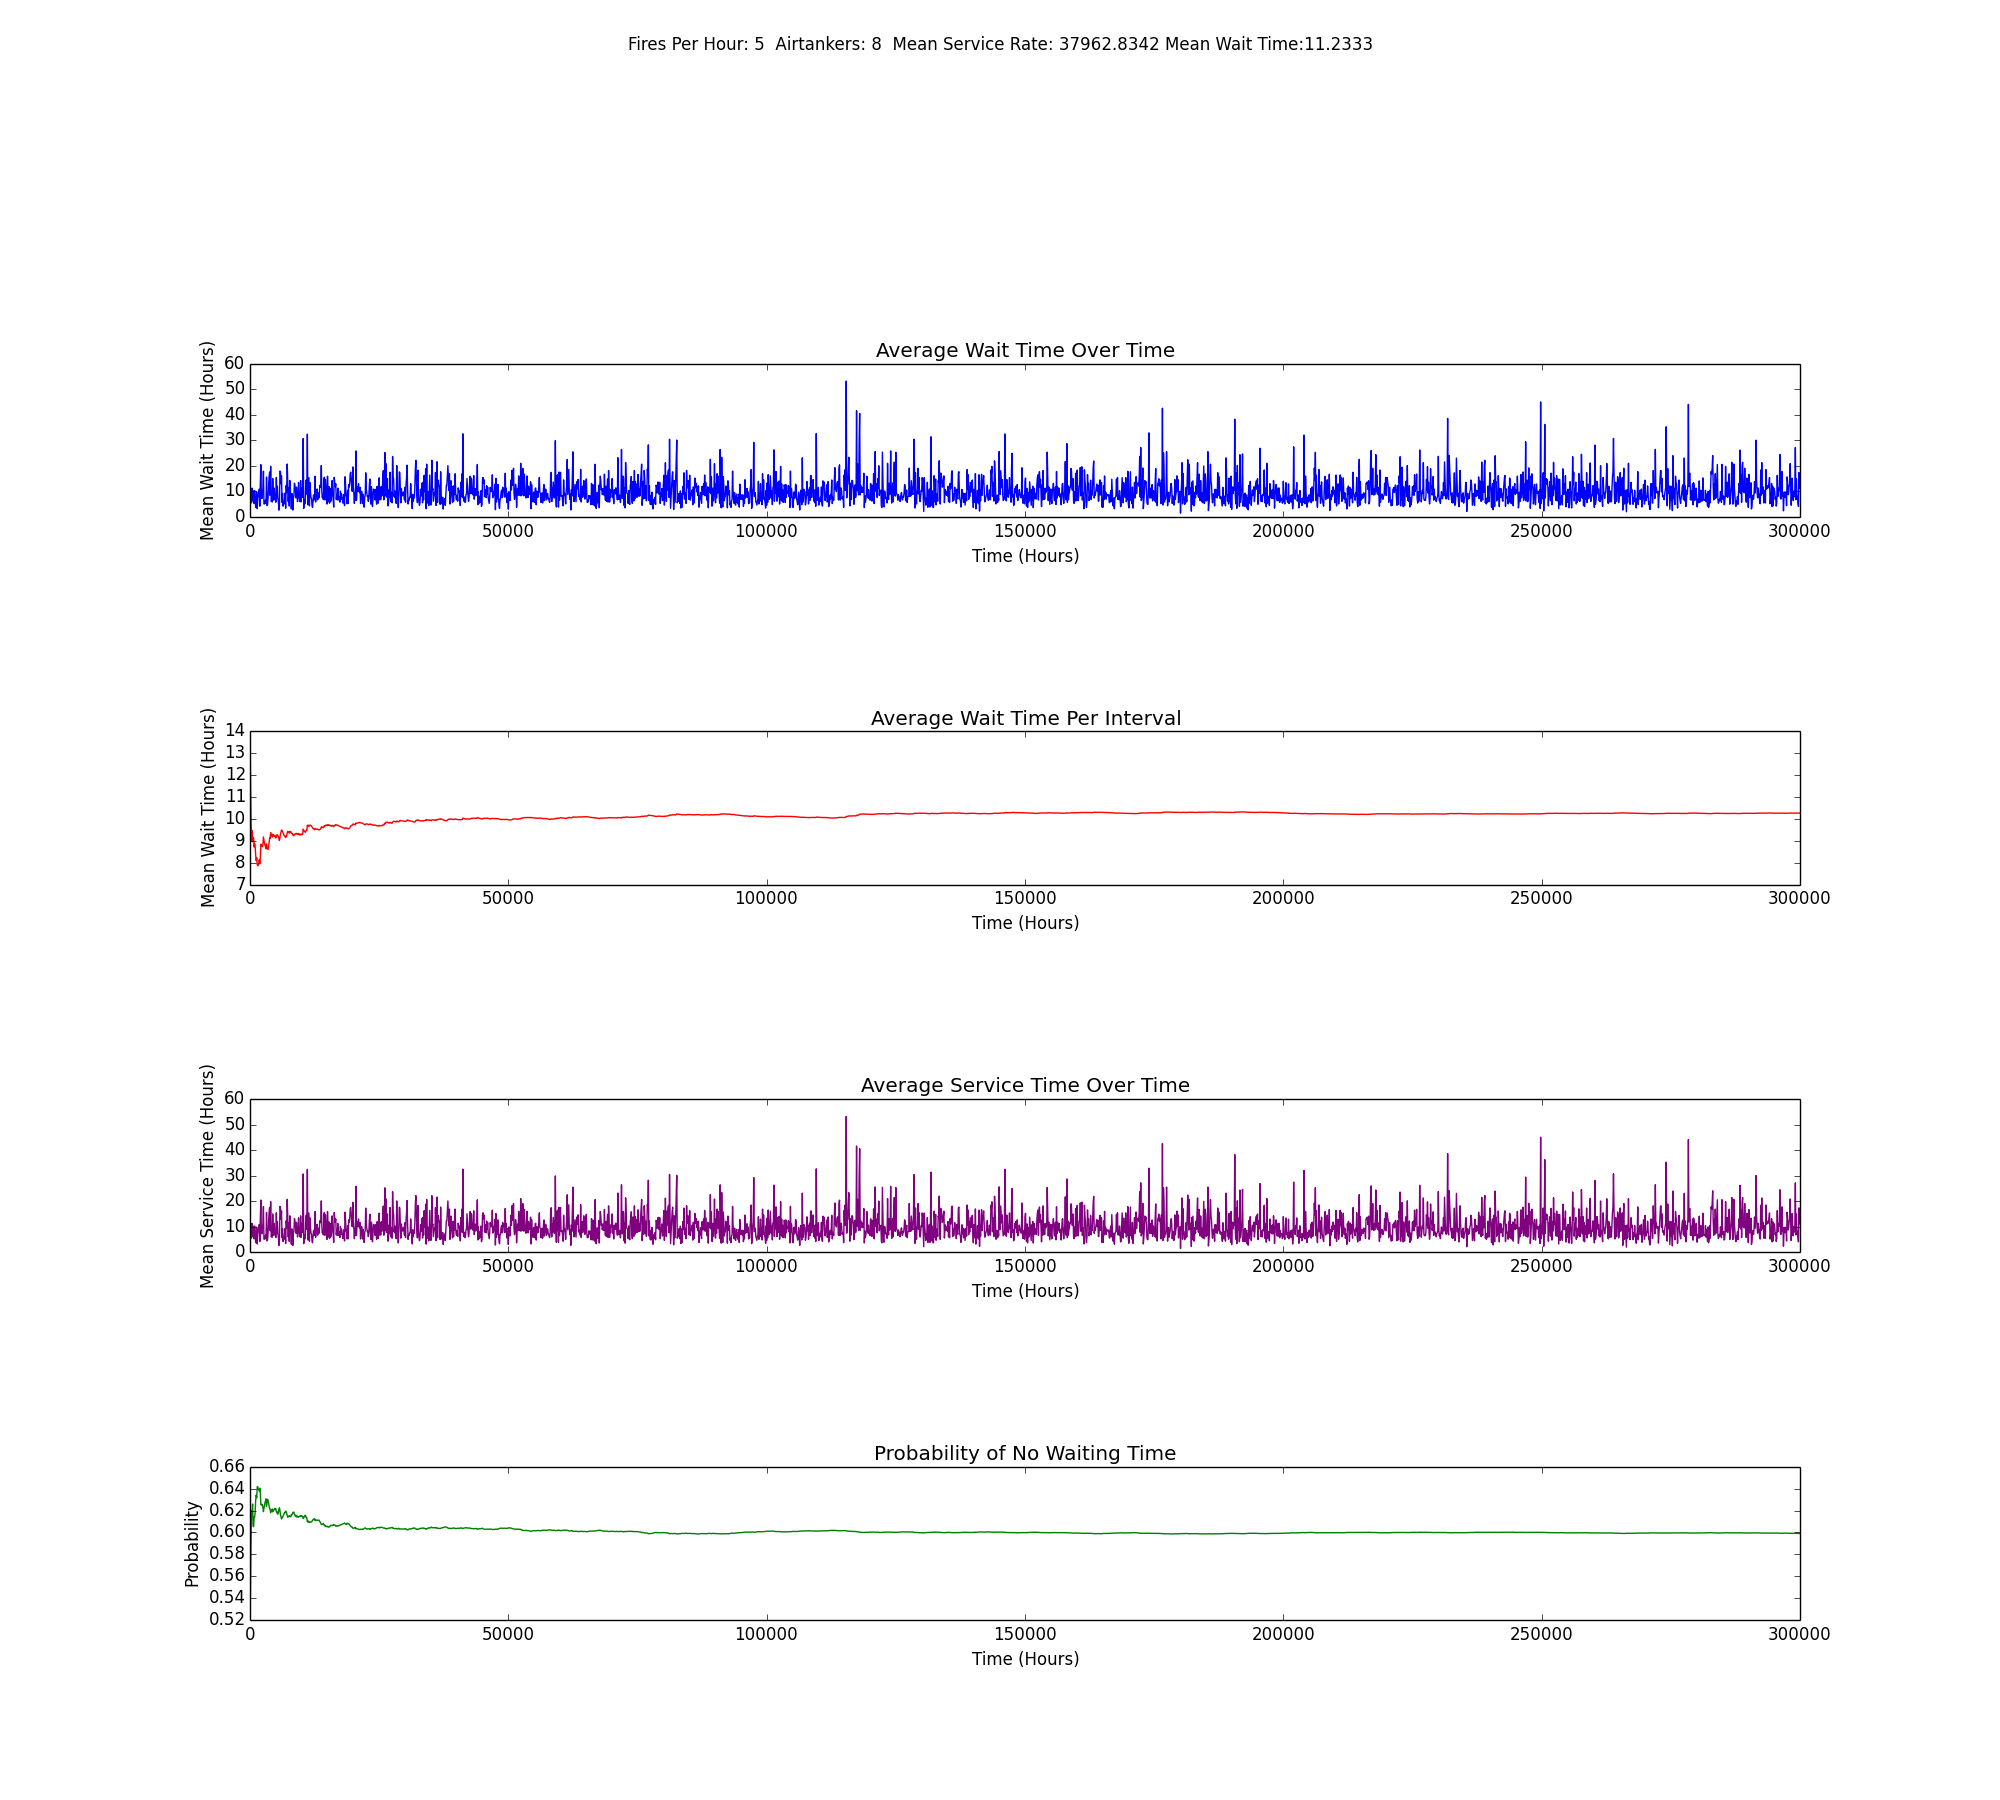 Fires Per Hour: 5  Airtankers: 8  Mean Service Rate: 37962.8342 Mean Wait Time:11.2333
Average Wait Time Over Time
Mean Wait Time (Hours)
60
50
40
30
20
10
0
0 50000 100000 150000 200000 250000 300000
Time (Hours)
Average Wait Time Per Interval
Mean Wait Time (Hours)
14
13
12
11
10
9
8
7
0 50000 100000 150000 200000 250000 300000
Time (Hours)
Average Service Time Over Time
Mean Service Time (Hours)
60
50
40
30
20
10
0
0 50000 100000 150000 200000 250000 300000
Time (Hours)
Probability of No Waiting Time
Probability
0.66
0.64
0.62
0.60
0.58
0.56
0.54
0.52
0 50000 100000 150000 200000 250000 300000
Time (Hours)